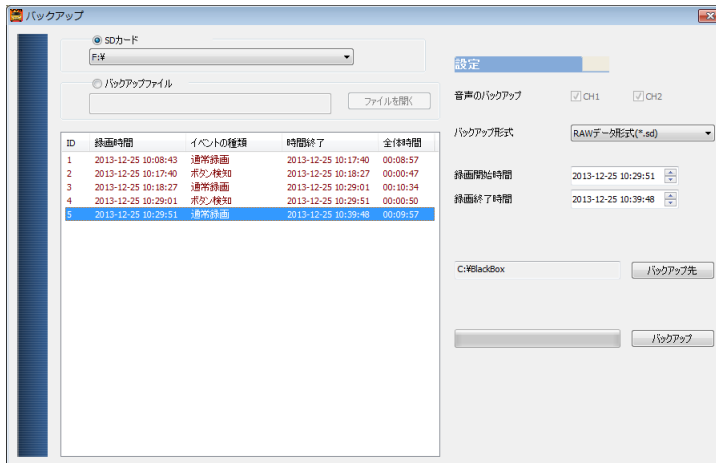 バックアップ
SDカード
F:¥
バックアップファイル
ファイルを開く
ID 録画時間 イベントの種類 時間終了 全体時間
1 2013-12-25 10:08:43 通常録画 2013-12-25 10:17:40 00:08:57
2 2013-12-25 10:17:40 ボタン検知 2013-12-25 10:18:27 00:00:47
3 2013-12-25 10:18:27 通常録画 2013-12-25 10:29:01 00:10:34
4 2013-12-25 10:29:01 ボタン検知 2013-12-25 10:29:51 00:00:50
5 2013-12-25 10:29:51 通常録画 2013-12-25 10:39:48 00:09:57
設定
音声のバックアップ CH1 CH2
バックアップ形式 RAWデータ形式(*.sd)
録画開始時間 2013-12-25 10:29:51
録画終了時間 2013-12-25 10:39:48
C:¥BlackBox バックアップ先
バックアップ